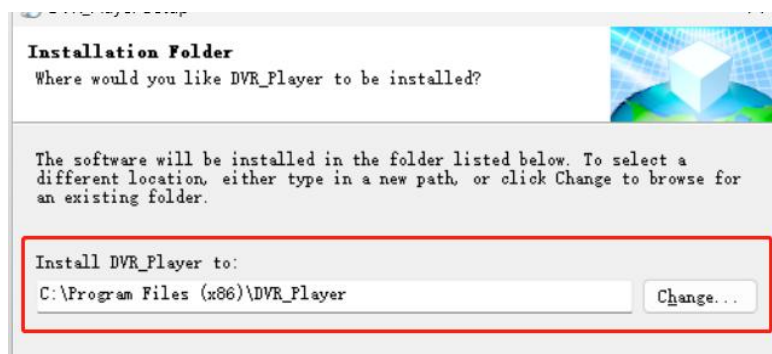 DVR_Player Setup
Installation Folder
Where would you like DVR_Player to be installed?
The software will be installed in the folder listed below. To select a
different location, either type in a new path, or click Change to browse for
an existing folder.
Install DVR_Player to:
C:\Program Files (x86)\DVR_Player
Change...